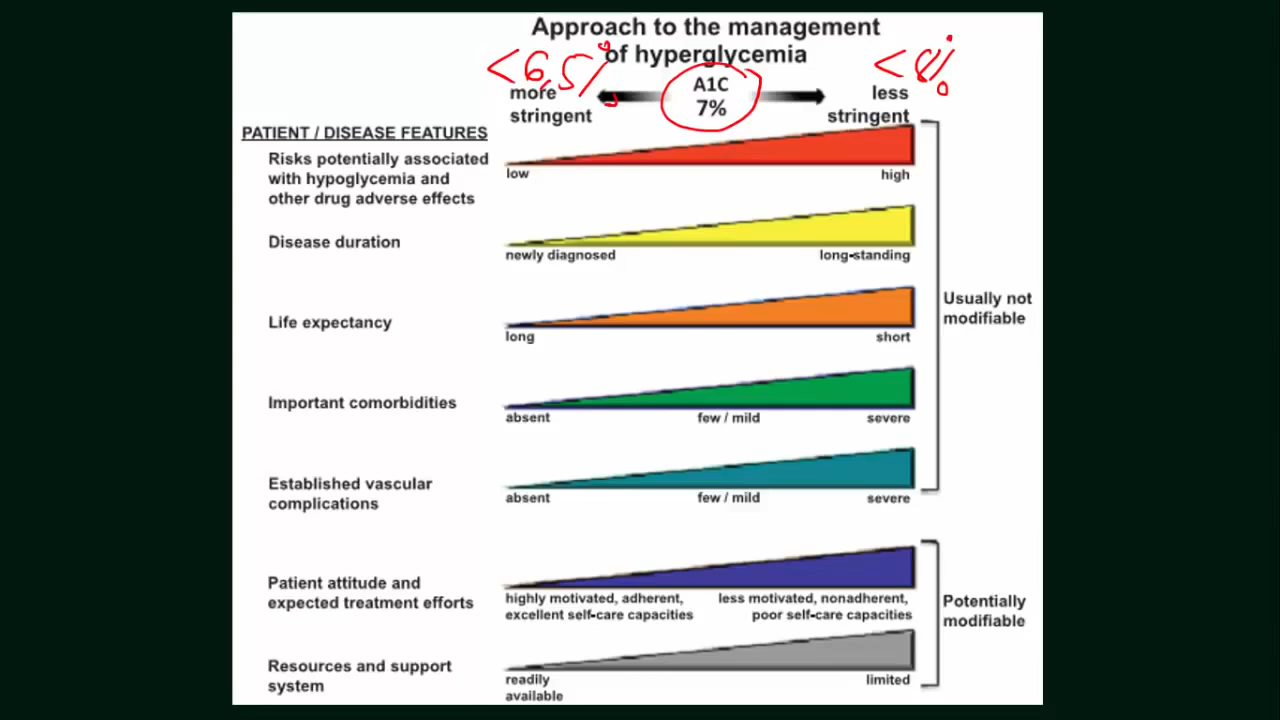 Approach to the management
of hyperglycemia
<6,5%
<8%
A1C
7%
more
stringent
less
stringent
PATIENT / DISEASE FEATURES
Risks potentially associated
with hypoglycemia and
other drug adverse effects
low
high
Disease duration
newly diagnosed
long-standing
Life expectancy
long
short
Usually not
modifiable
Important comorbidities
absent
few / mild
severe
Established vascular
complications
absent
few / mild
severe
Patient attitude and
expected treatment efforts
highly motivated, adherent,
excellent self-care capacities
less motivated, nonadherent,
poor self-care capacities
Potentially
modifiable
Resources and support
system
readily
available
limited